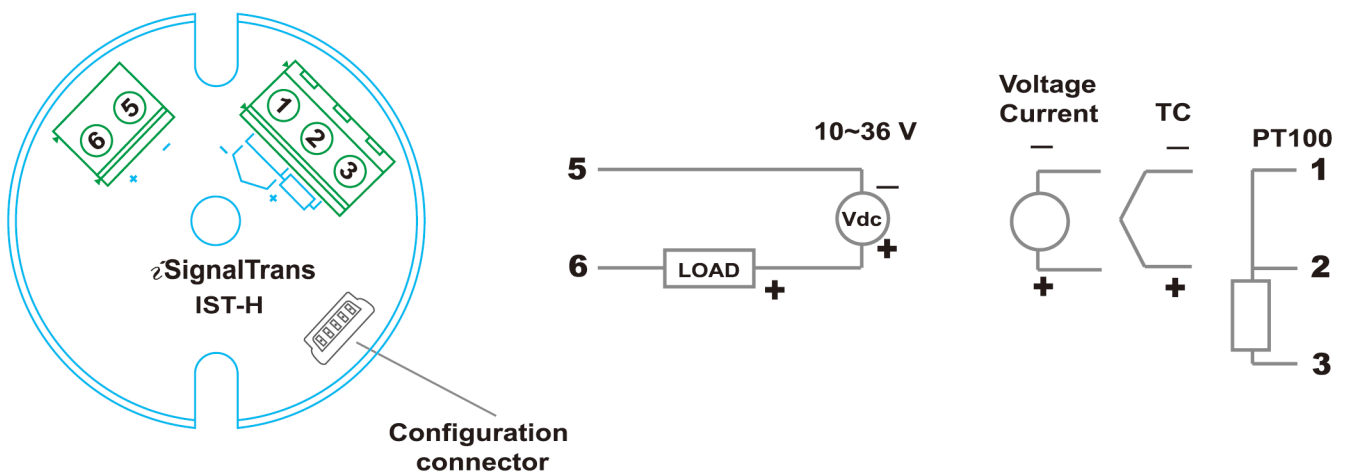 6 5
1
2
3
iSignalTrans
IST-H
Configuration
connector
10~36 V
5
Vdc
6
LOAD
Voltage
Current
TC
PT100
1
2
3